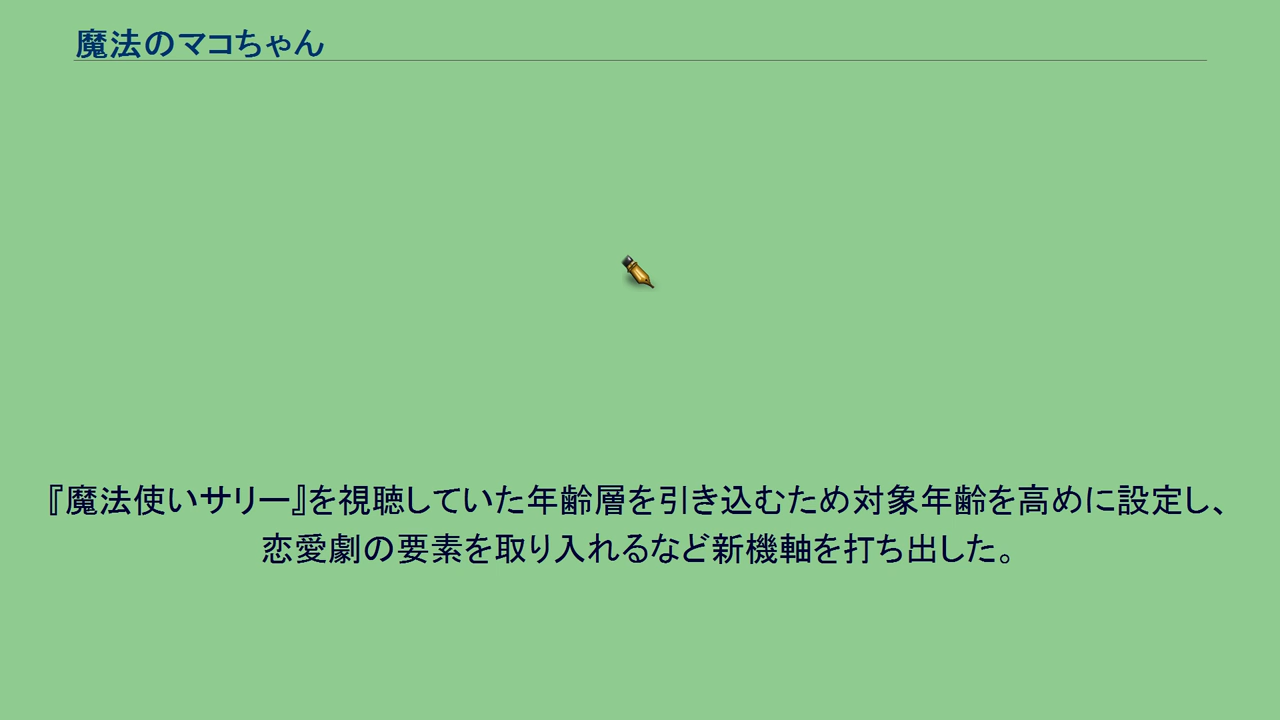 魔法のマコちゃん
『魔法使いサリー』を視聴していた年齢層を引き込むため対象年齢を高めに設定し、
恋愛劇の要素を取り入れるなど新機軸を打ち出した。